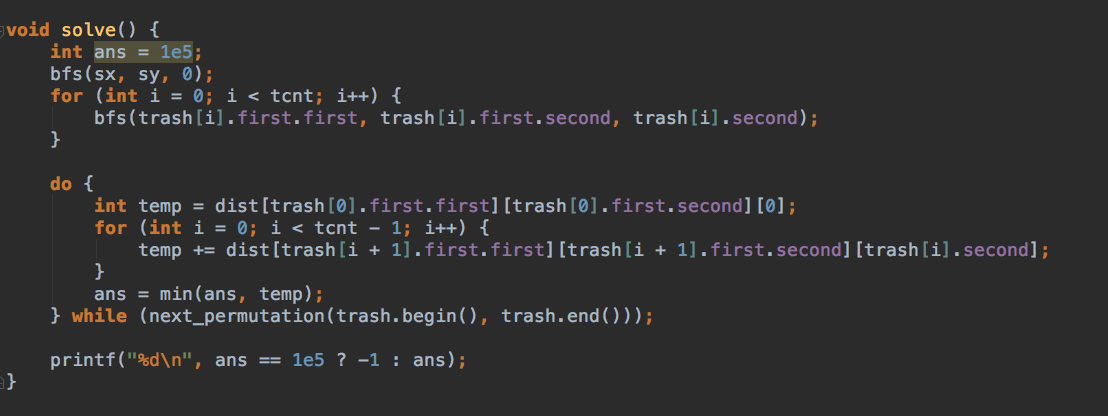 void solve() {
    int ans = 1e5;
    bfs(sx, sy, 0);
    for (int i = 0; i < tcnt; i++) {
        bfs(trash[i].first.first, trash[i].first.second, trash[i].second);
    }

    do {
        int temp = dist[trash[0].first.first][trash[0].first.second][0];
        for (int i = 0; i < tcnt - 1; i++) {
            temp += dist[trash[i + 1].first.first][trash[i + 1].first.second][trash[i].second];
        }
        ans = min(ans, temp);
    } while (next_permutation(trash.begin(), trash.end()));

    printf("%d\n", ans == 1e5 ? -1 : ans);
}